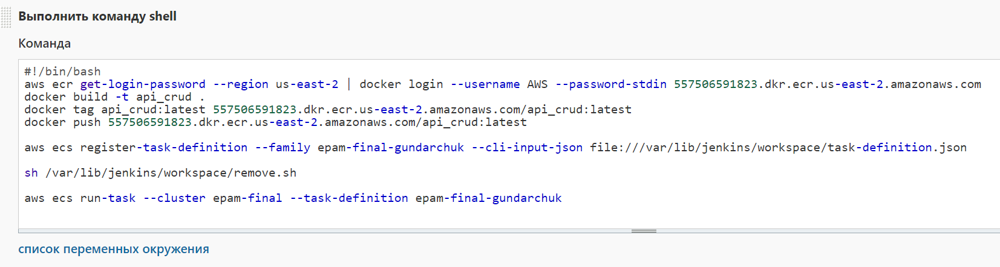 Выполнить команду shell
Команда
#!/bin/bash
aws ecr get-login-password --region us-east-2 | docker login --username AWS --password-stdin 557506591823.dkr.ecr.us-east-2.amazonaws.com
docker build -t api_crud .
docker tag api_crud:latest 557506591823.dkr.ecr.us-east-2.amazonaws.com/api_crud:latest
docker push 557506591823.dkr.ecr.us-east-2.amazonaws.com/api_crud:latest
aws ecs register-task-definition --family epam-final-gundarchuk --cli-input-json file:///var/lib/jenkins/workspace/task-definition.json
sh /var/lib/jenkins/workspace/remove.sh
aws ecs run-task --cluster epam-final --task-definition epam-final-gundarchuk
список переменных окружения